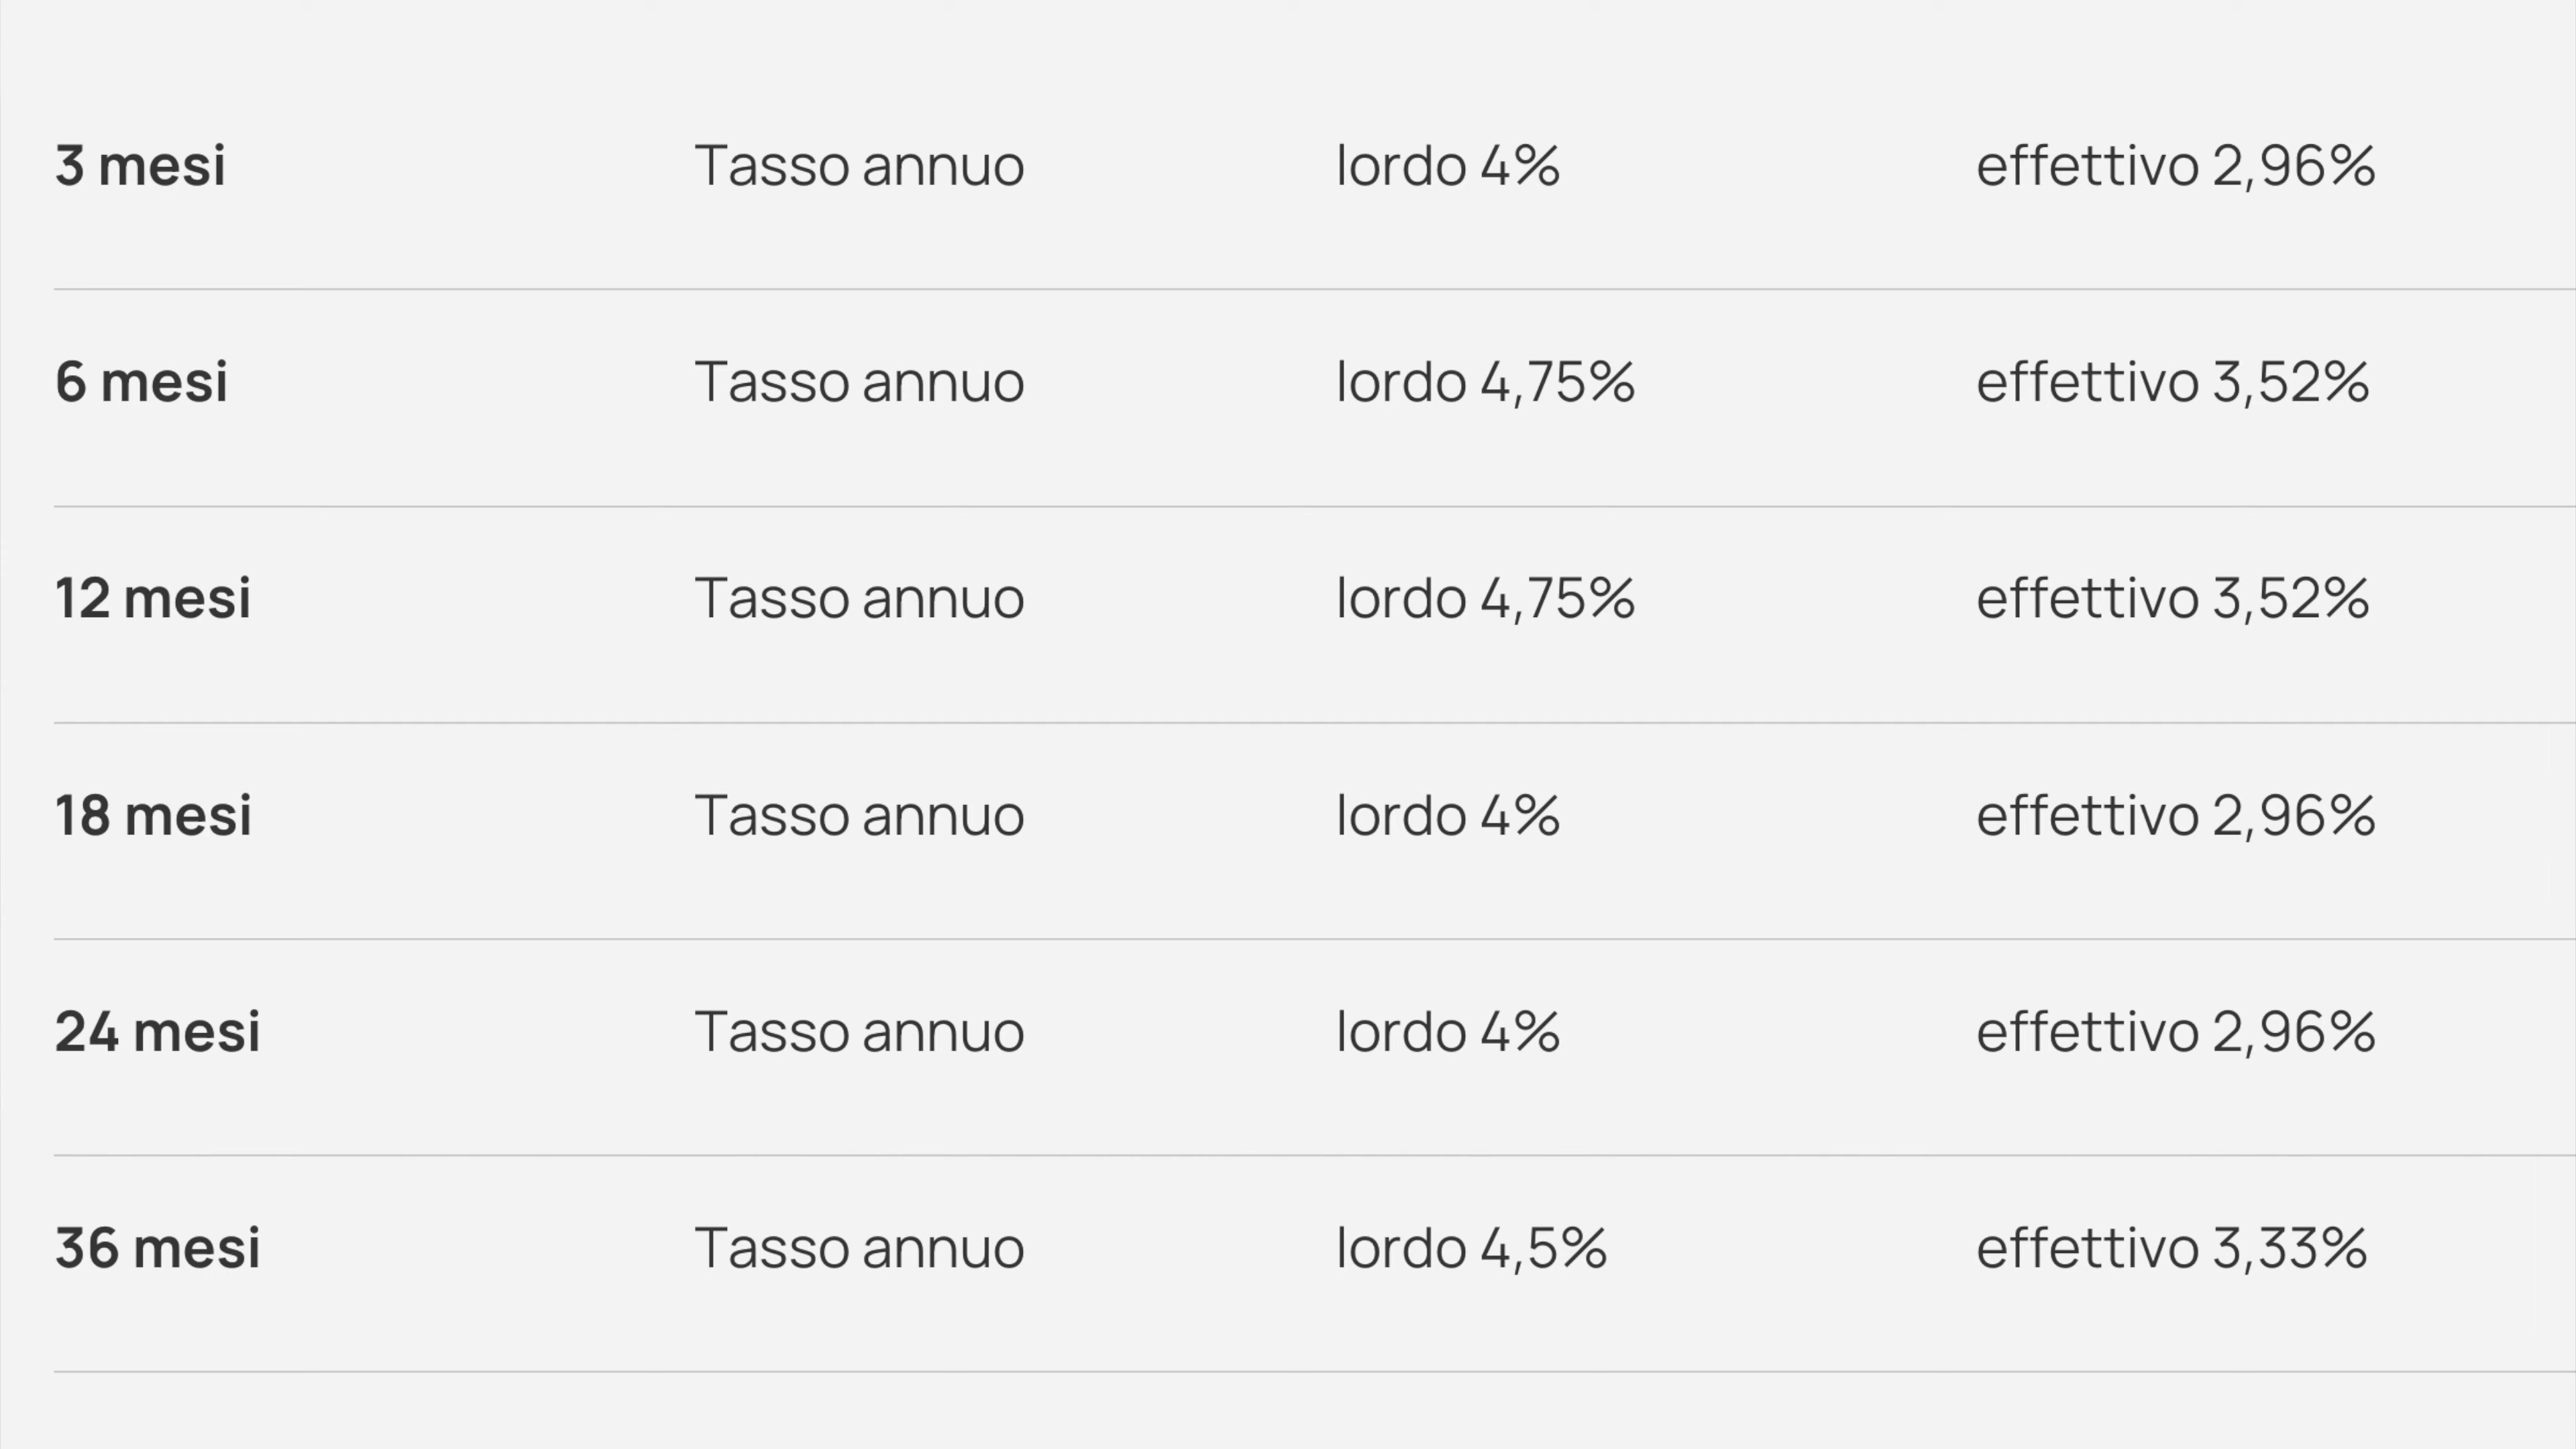 3 mesi Tasso annuo lordo 4% effettivo 2,96%
6 mesi Tasso annuo lordo 4,75% effettivo 3,52%
12 mesi Tasso annuo lordo 4,75% effettivo 3,52%
18 mesi Tasso annuo lordo 4% effettivo 2,96%
24 mesi Tasso annuo lordo 4% effettivo 2,96%
36 mesi Tasso annuo lordo 4,5% effettivo 3,33%